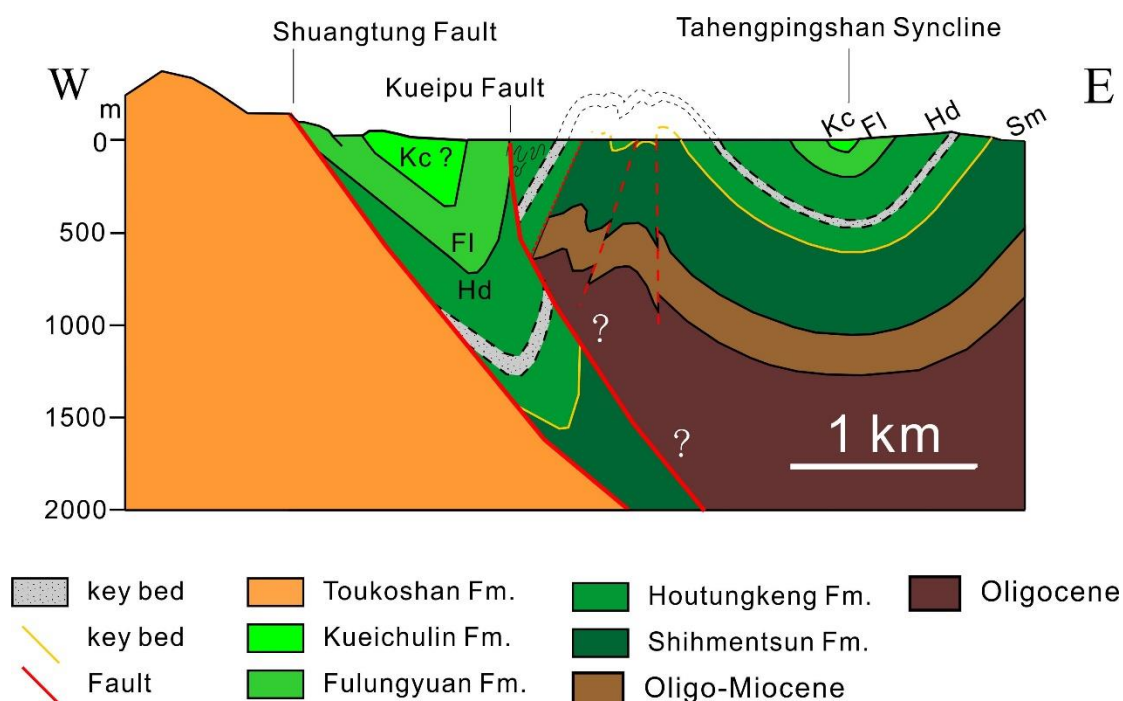 Shuangtung Fault
Tahengpingshan Syncline
W
Kueipu Fault
E
m
0
500
1000
1500
2000
Kc ?
Fl
Hd
Kc
Fl
Hd
Sm
?
?
1 km
key bed
Toukoshan Fm.
Houtungkeng Fm.
Oligocene
key bed
Kueichulin Fm.
Shihmentsun Fm.
Fault
Fulungyuan Fm.
Oligo-Miocene